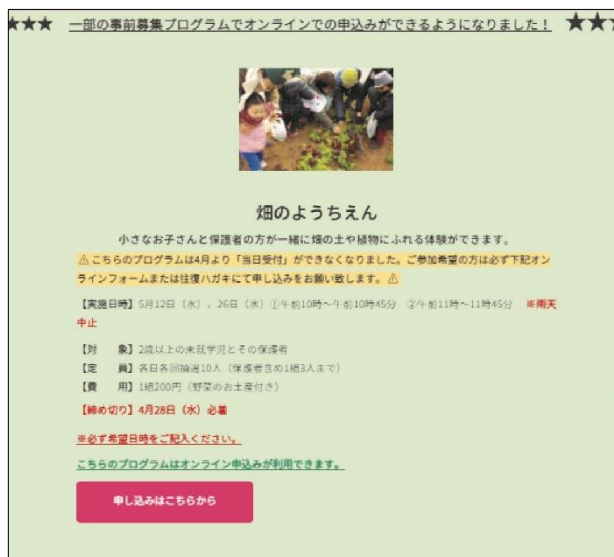 ★★★ 一部の事前募集プログラムでオンラインでの申込みができるようになりました！ ★★★
畑のようちえん
小さなお子さんと保護者の方が一緒に畑の土や植物にふれる体験ができます。
⚠こちらのプログラムは4月より「当日受付」ができなくなりました。ご参加希望の方は必ず下記オン
ラインフォームまたは往復ハガキにて申し込みをお願い致します。⚠
【実施日時】5月12日（水）、26日（水）①午前10時～午前10時45分　②午前11時～11時45分　※雨天
中止
【対　象】2歳以上の未就学児とその保護者
【定　員】各日各回抽選10人（保護者含め1組3人まで）
【費　用】1組200円（野菜のお土産付き）
【締め切り】4月28日（水）必着
※必ず希望日時をご記入ください。
こちらのプログラムはオンライン申込みが利用できます。
申し込みはこちらから